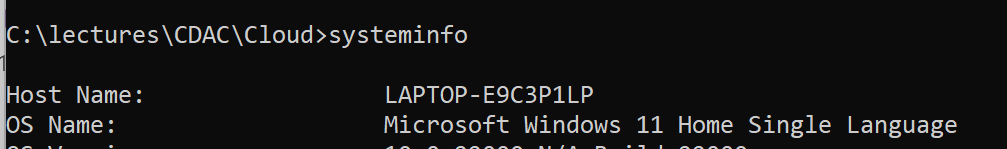 C:\lectures\CDAC\Cloud>systeminfo
Host Name: LAPTOP-E9C3P1LP
OS Name: Microsoft Windows 11 Home Single Language